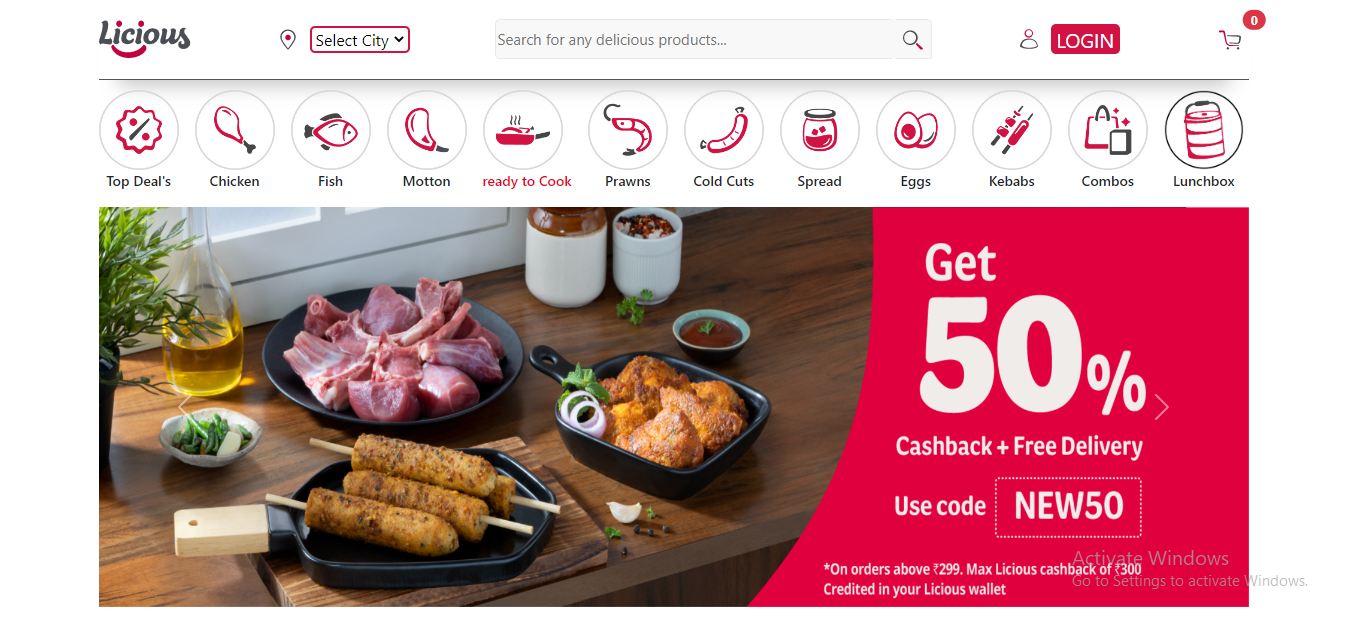 Licious
Select City
Search for any delicious products...
LOGIN
0
Top Deal's
Chicken
Fish
Motton
ready to Cook
Prawns
Cold Cuts
Spread
Eggs
Kebabs
Combos
Lunchbox
Get
50%
Cashback + Free Delivery
Use code NEW50
*On orders above ₹299. Max Licious cashback of ₹300
Credited in your Licious wallet
Activate Windows
Go to Settings to activate Windows.